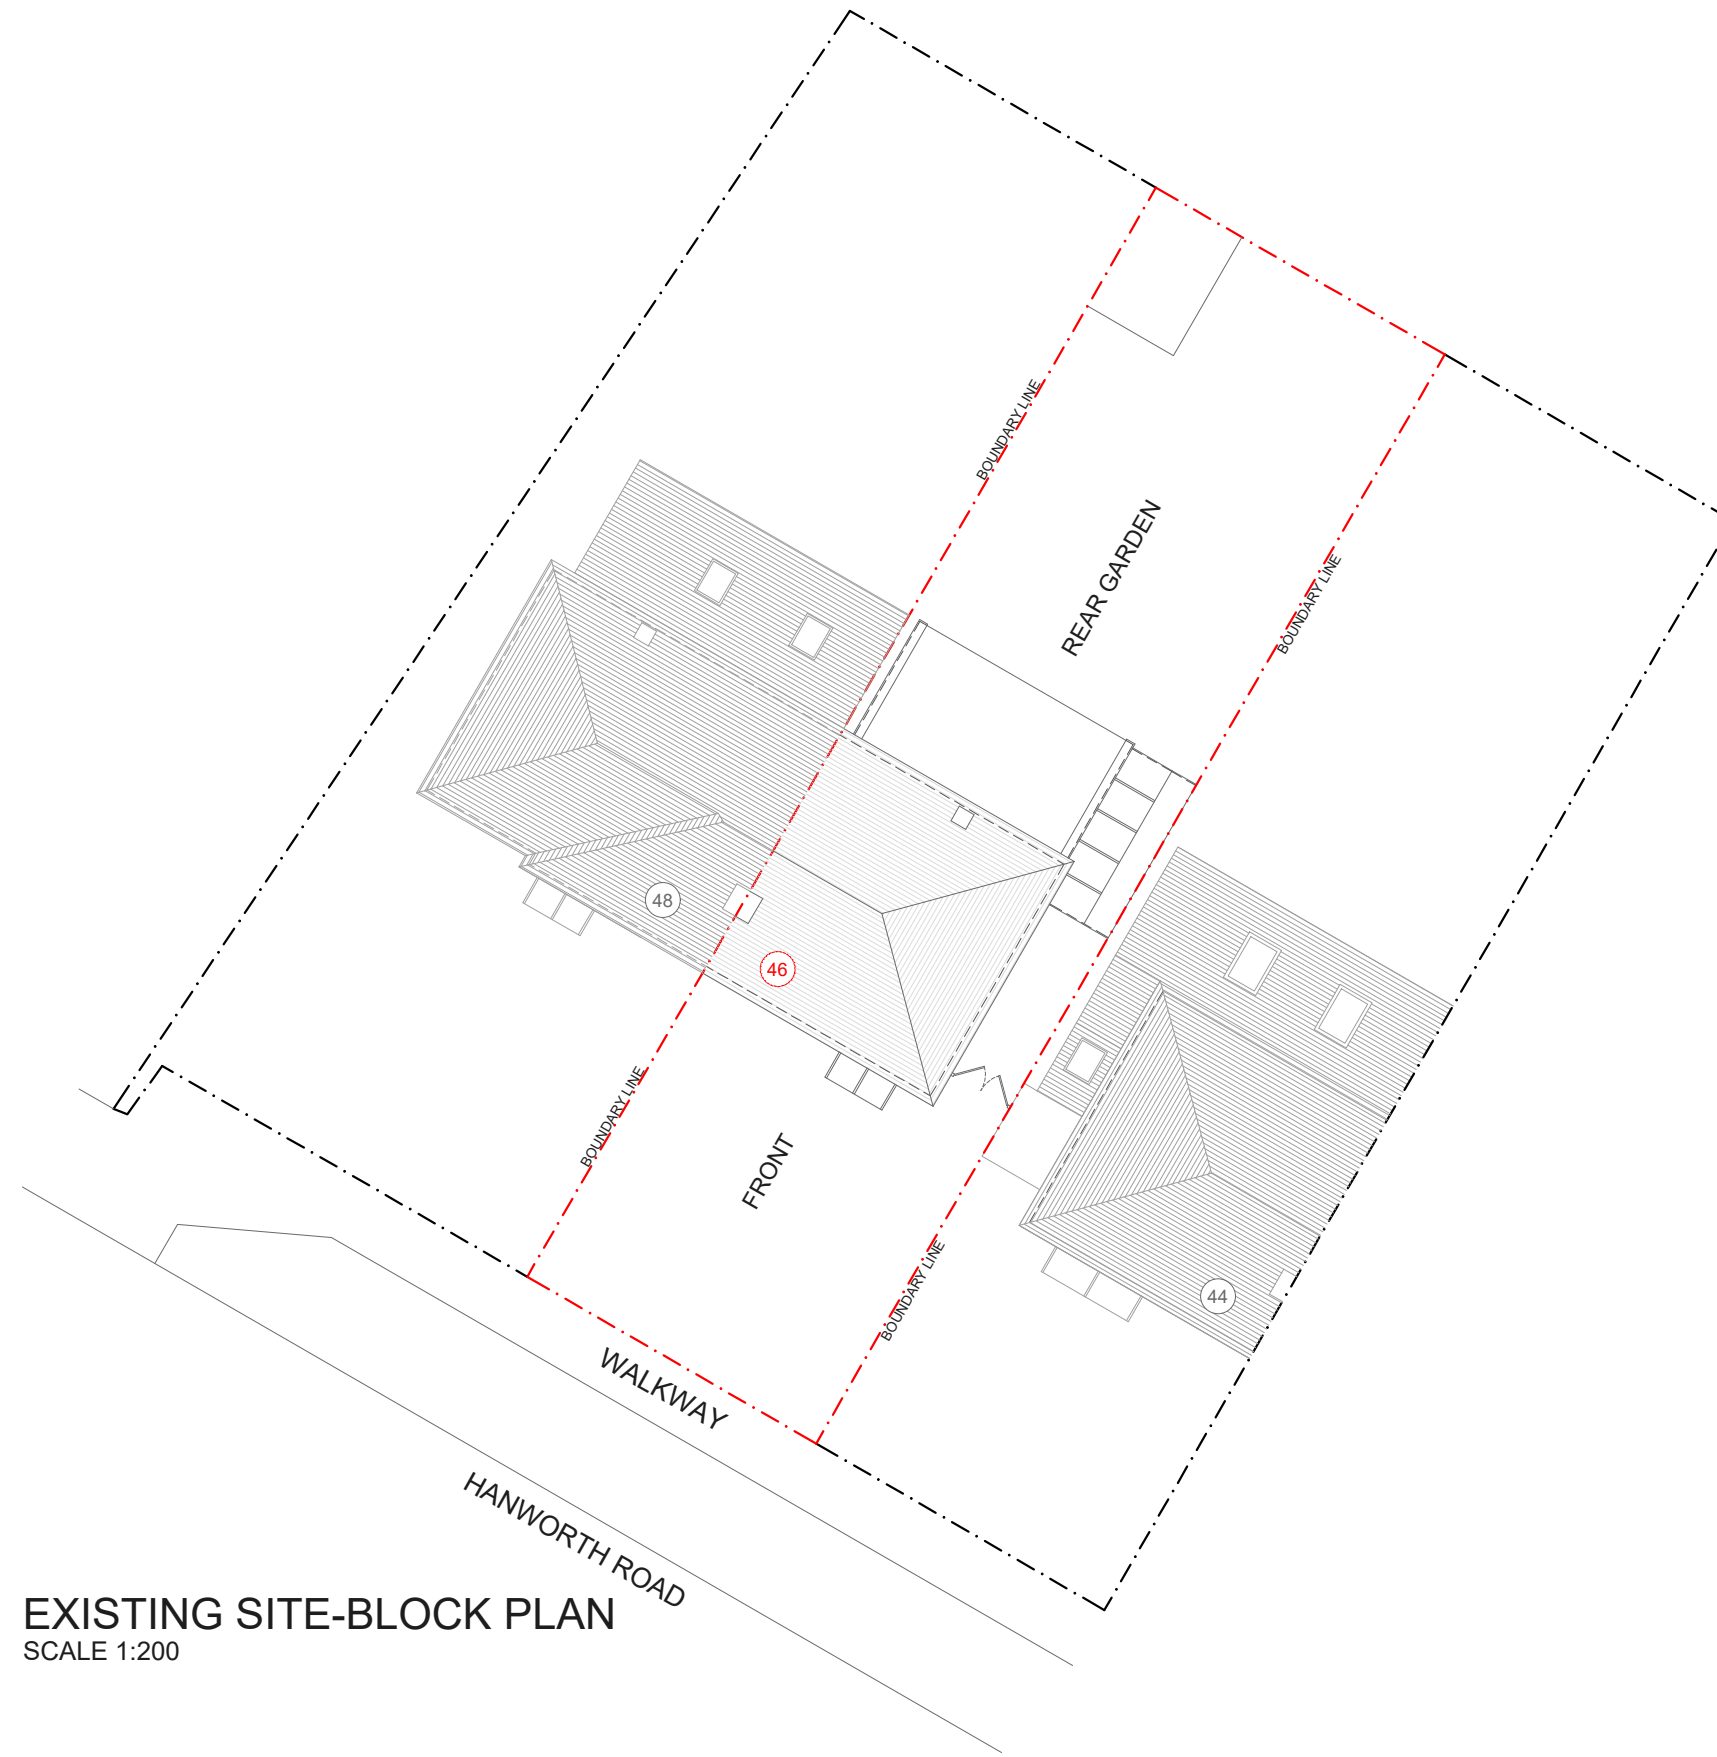 BOUNDARY LINE
REAR GARDEN
BOUNDARY LINE
48
46
BOUNDARY LINE
FRONT
BOUNDARY LINE
44
WALKWAY
HANWORTH ROAD
EXISTING SITE-BLOCK PLAN
SCALE 1:200